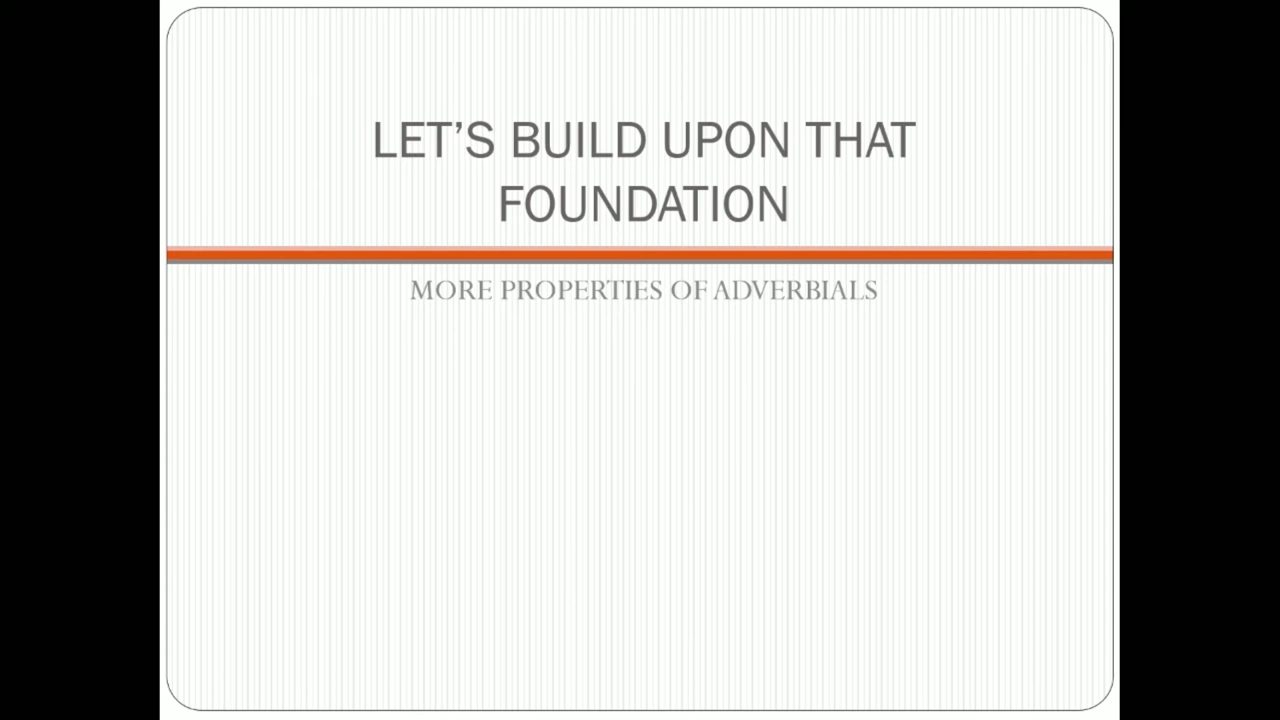 LET’S BUILD UPON THAT
FOUNDATION
MORE PROPERTIES OF ADVERBIALS